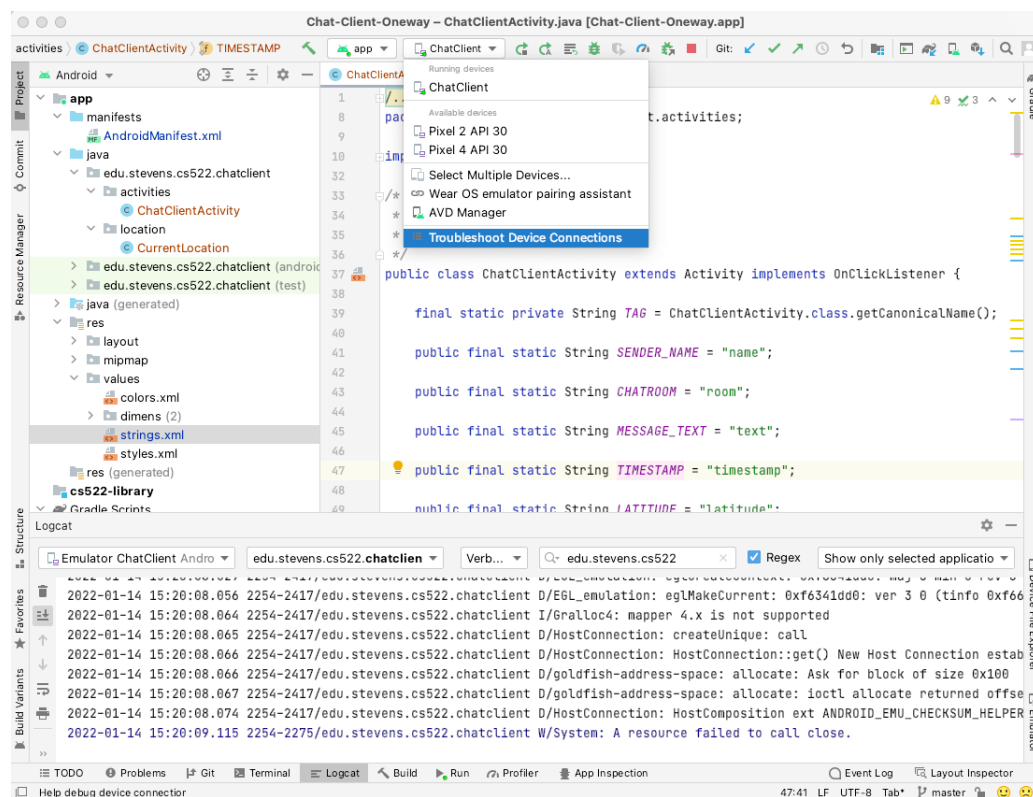 Chat-Client-Oneway – ChatClientActivity.java [Chat-Client-Oneway.app]
activities ChatClientActivity TIMESTAMP app ChatClient Git:
Project
Commit
Resource Manager
Structure
Favorites
Build Variants
Android
app
manifests
AndroidManifest.xml
java
edu.stevens.cs522.chatclient
activities
ChatClientActivity
location
CurrentLocation
edu.stevens.cs522.chatclient (androic
edu.stevens.cs522.chatclient (test)
java (generated)
res
layout
mipmap
values
colors.xml
dimens (2)
strings.xml
styles.xml
res (generated)
cs522-library
Gradle Scripts
Running devices
ChatClient
Available devices
Pixel 2 API 30
Pixel 4 API 30
Select Multiple Devices...
Wear OS emulator pairing assistant
AVD Manager
Troubleshoot Device Connections
ChatClientA
9 3
1 /..
8 pac t.activities;
9
10 imp
32
33 /*
34 *
35 *
36 */
37 public class ChatClientActivity extends Activity implements OnClickListener {
38
39 final static private String TAG = ChatClientActivity.class.getCanonicalName();
40
41 public final static String SENDER_NAME = "name";
42
43 public final static String CHATROOM = "room";
44
45 public final static String MESSAGE_TEXT = "text";
46
47 public final static String TIMESTAMP = "timestamp";
48
49 public final static String LATITUDE = "latitude";
Logcat
Emulator ChatClient Andro edu.stevens.cs522.chatclien Verb... edu.stevens.cs522 Regex Show only selected applicatio
2022-01-14 15:20:08.056 2254-2417/edu.stevens.cs522.chatclient D/EGL_emulation: eglMakeCurrent: 0xf6341dd0: ver 3 0 (tinfo 0xf66
2022-01-14 15:20:08.064 2254-2417/edu.stevens.cs522.chatclient I/Gralloc4: mapper 4.x is not supported
2022-01-14 15:20:08.065 2254-2417/edu.stevens.cs522.chatclient D/HostConnection: createUnique: call
2022-01-14 15:20:08.066 2254-2417/edu.stevens.cs522.chatclient D/HostConnection: HostConnection::get() New Host Connection estab
2022-01-14 15:20:08.066 2254-2417/edu.stevens.cs522.chatclient D/goldfish-address-space: allocate: Ask for block of size 0x100
2022-01-14 15:20:08.067 2254-2417/edu.stevens.cs522.chatclient D/goldfish-address-space: allocate: ioctl allocate returned offse
2022-01-14 15:20:08.074 2254-2417/edu.stevens.cs522.chatclient D/HostConnection: HostComposition ext ANDROID_EMU_CHECKSUM_HELPER
2022-01-14 15:20:09.115 2254-2275/edu.stevens.cs522.chatclient W/System: A resource failed to call close.
TODO Problems Git Terminal Logcat Build Run Profiler App Inspection Event Log Layout Inspector
Help debug device connection 47:41 LF UTF-8 Tab* master